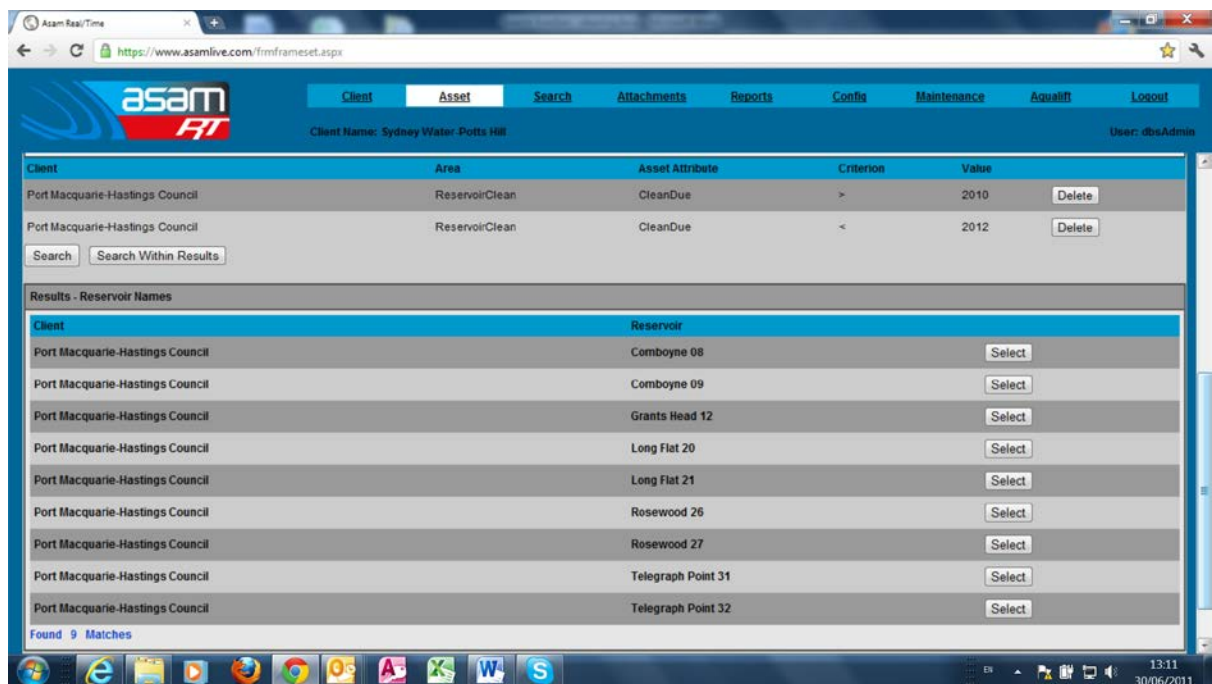 Asam Real/Time
https://www.asamlive.com/frmframeset.aspx
asam RT
Client Asset Search Attachments Reports Config Maintenance Aqualift Logout
Client Name: Sydney Water-Potts Hill User: dbsAdmin
Client Area Asset Attribute Criterion Value
Port Macquarie-Hastings Council ReservoirClean CleanDue > 2010 Delete
Port Macquarie-Hastings Council ReservoirClean CleanDue < 2012 Delete
Search Search Within Results
Results - Reservoir Names
Client Reservoir
Port Macquarie-Hastings Council Comboyne 08 Select
Port Macquarie-Hastings Council Comboyne 09 Select
Port Macquarie-Hastings Council Grants Head 12 Select
Port Macquarie-Hastings Council Long Flat 20 Select
Port Macquarie-Hastings Council Long Flat 21 Select
Port Macquarie-Hastings Council Rosewood 26 Select
Port Macquarie-Hastings Council Rosewood 27 Select
Port Macquarie-Hastings Council Telegraph Point 31 Select
Port Macquarie-Hastings Council Telegraph Point 32 Select
Found 9 Matches
EN 13:11
30/06/2011